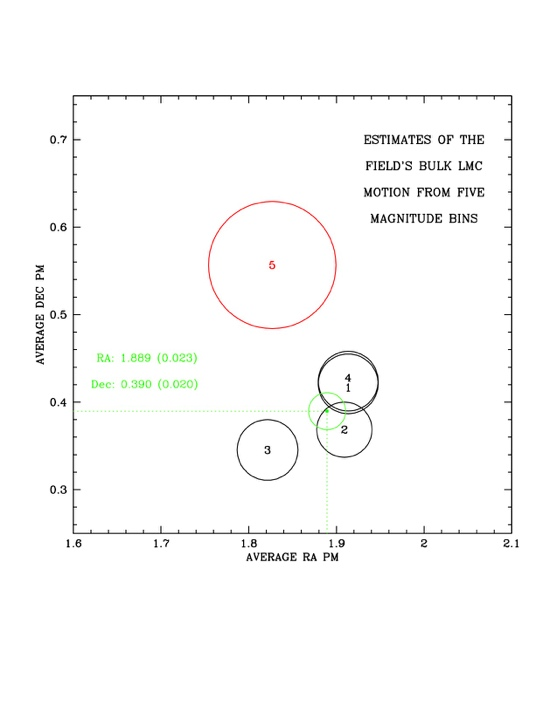 ESTIMATES OF THE
FIELD'S BULK LMC
MOTION FROM FIVE
MAGNITUDE BINS
0.7
0.6
0.5
0.4
0.3
AVERAGE DEC PM
5
RA: 1.889 (0.023)
Dec: 0.390 (0.020)
4
1
2
3
1.6 1.7 1.8 1.9 2 2.1
AVERAGE RA PM